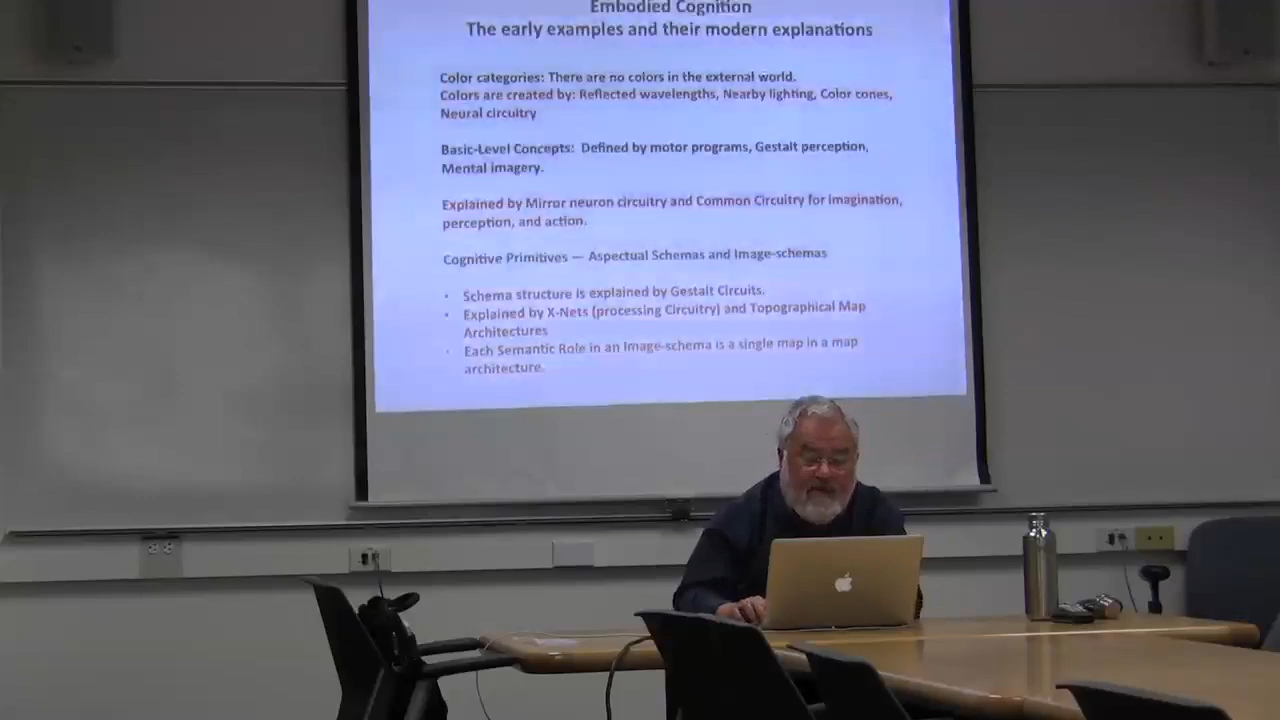 Embodied Cognition
The early examples and their modern explanations
Color categories: There are no colors in the external world.
Colors are created by: Reflected wavelengths, Nearby lighting, Color cones,
Neural circuitry
Basic-Level Concepts: Defined by motor programs, Gestalt perception,
Mental imagery.
Explained by Mirror neuron circuitry and Common Circuitry for imagination,
perception, and action.
Cognitive Primitives — Aspectual Schemas and Image-schemas
• Schema structure is explained by Gestalt Circuits.
• Explained by X-Nets (processing Circuitry) and Topographical Map
Architectures
• Each Semantic Role in an Image-schema is a single map in a map
architecture.